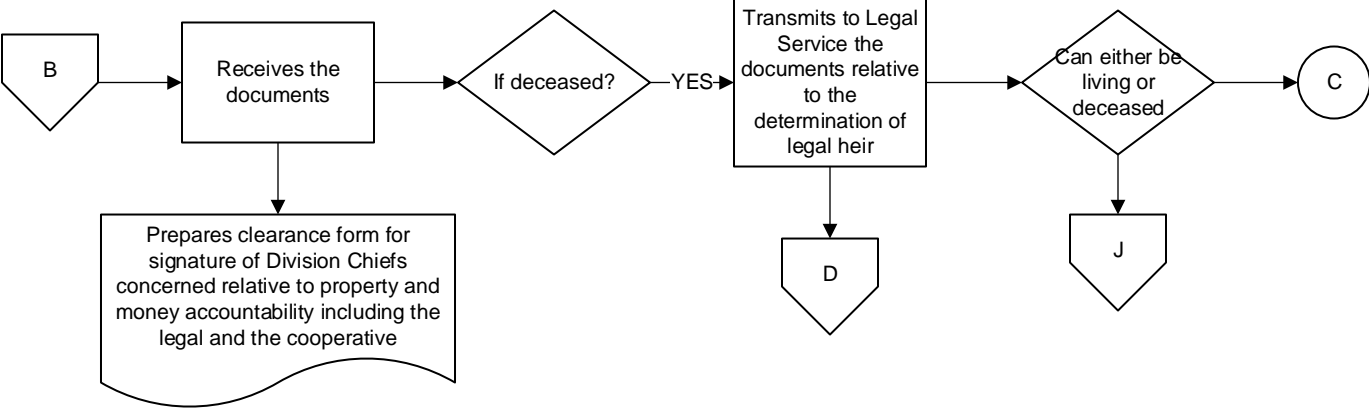 B
Receives the
documents
If deceased?
YES
Transmits to Legal
Service the
documents relative
to the
determination of
legal heir
Can either be
living or
deceased
C
Prepares clearance form for
signature of Division Chiefs
concerned relative to property and
money accountability including the
legal and the cooperative
D
J